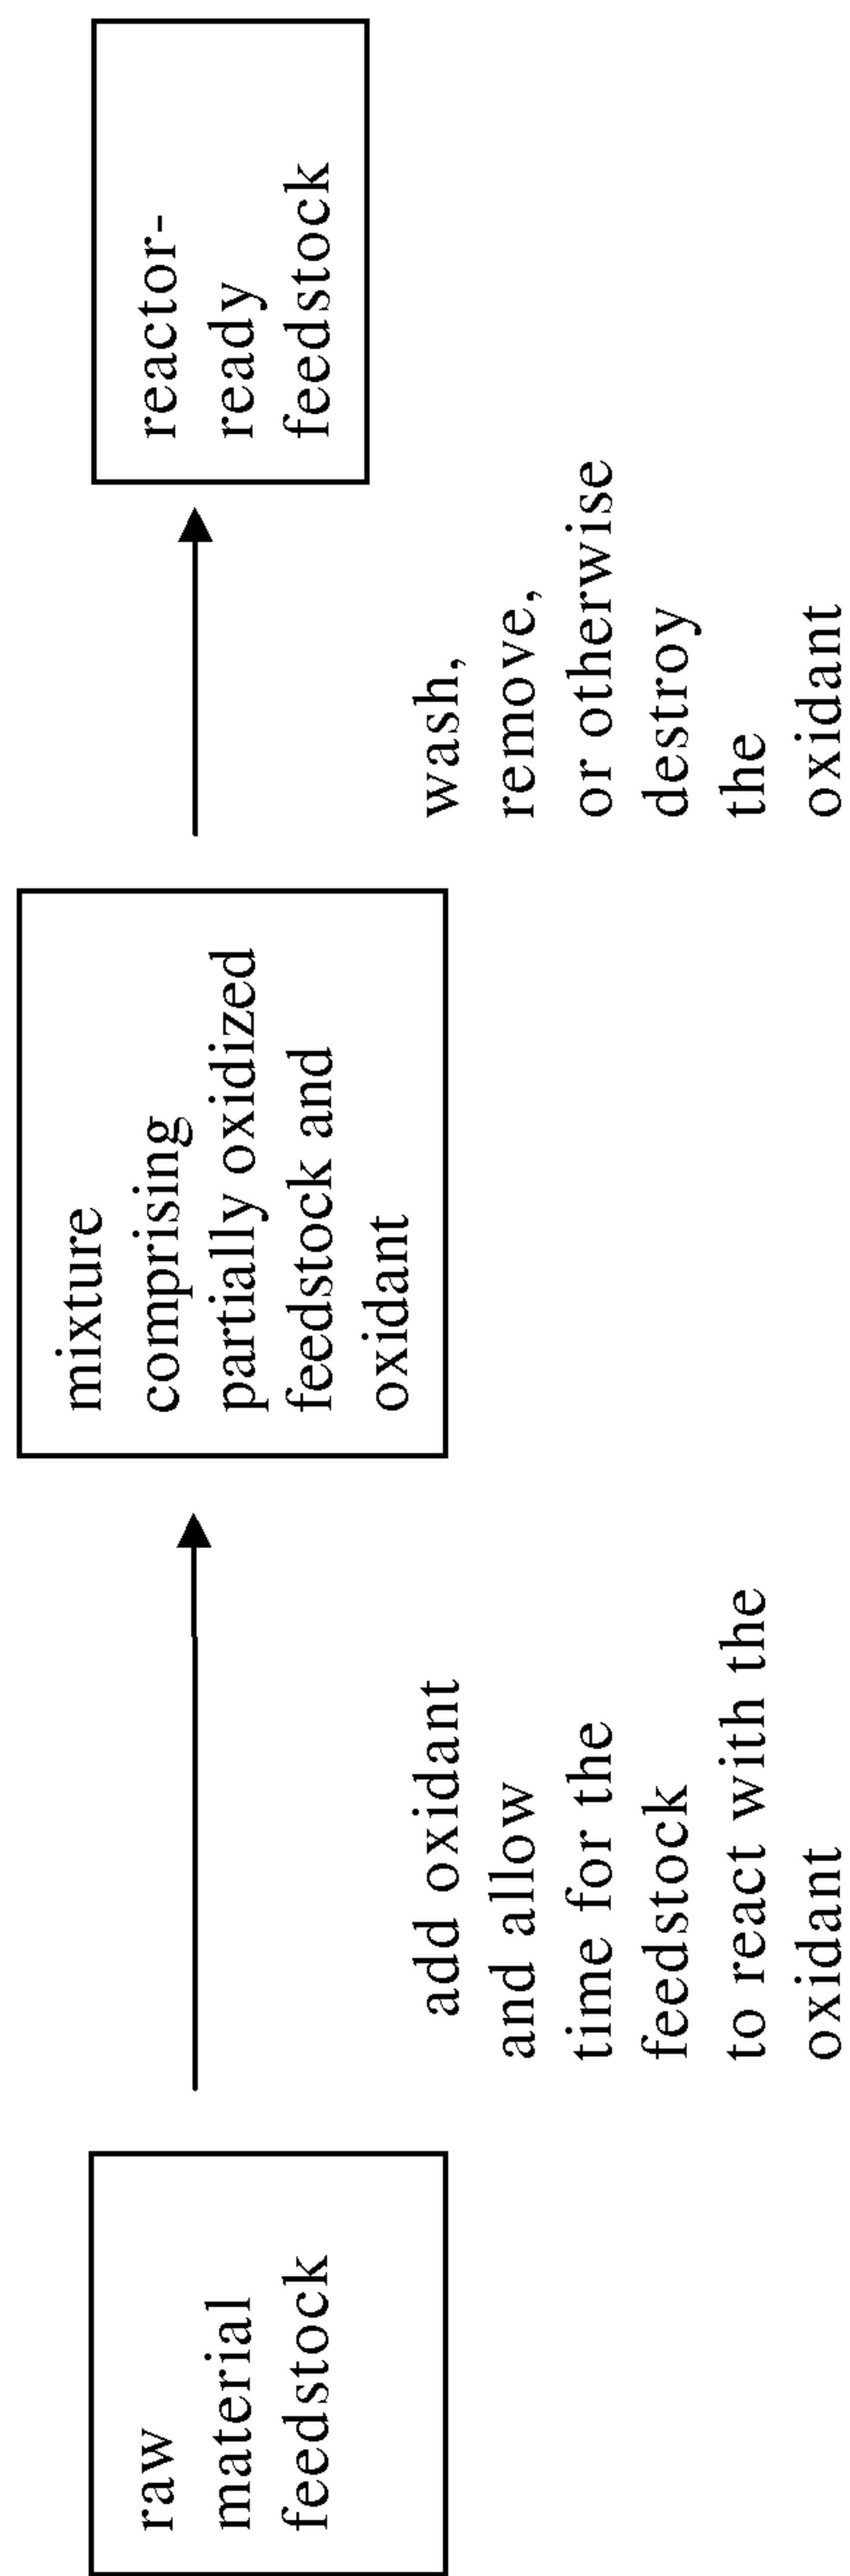 raw
material
feedstock
add oxidant
and allow
time for the
feedstock
to react with the
oxidant
mixture
comprising
partially oxidized
feedstock and
oxidant
wash,
remove,
or otherwise
destroy
the
oxidant
reactor-
ready
feedstock